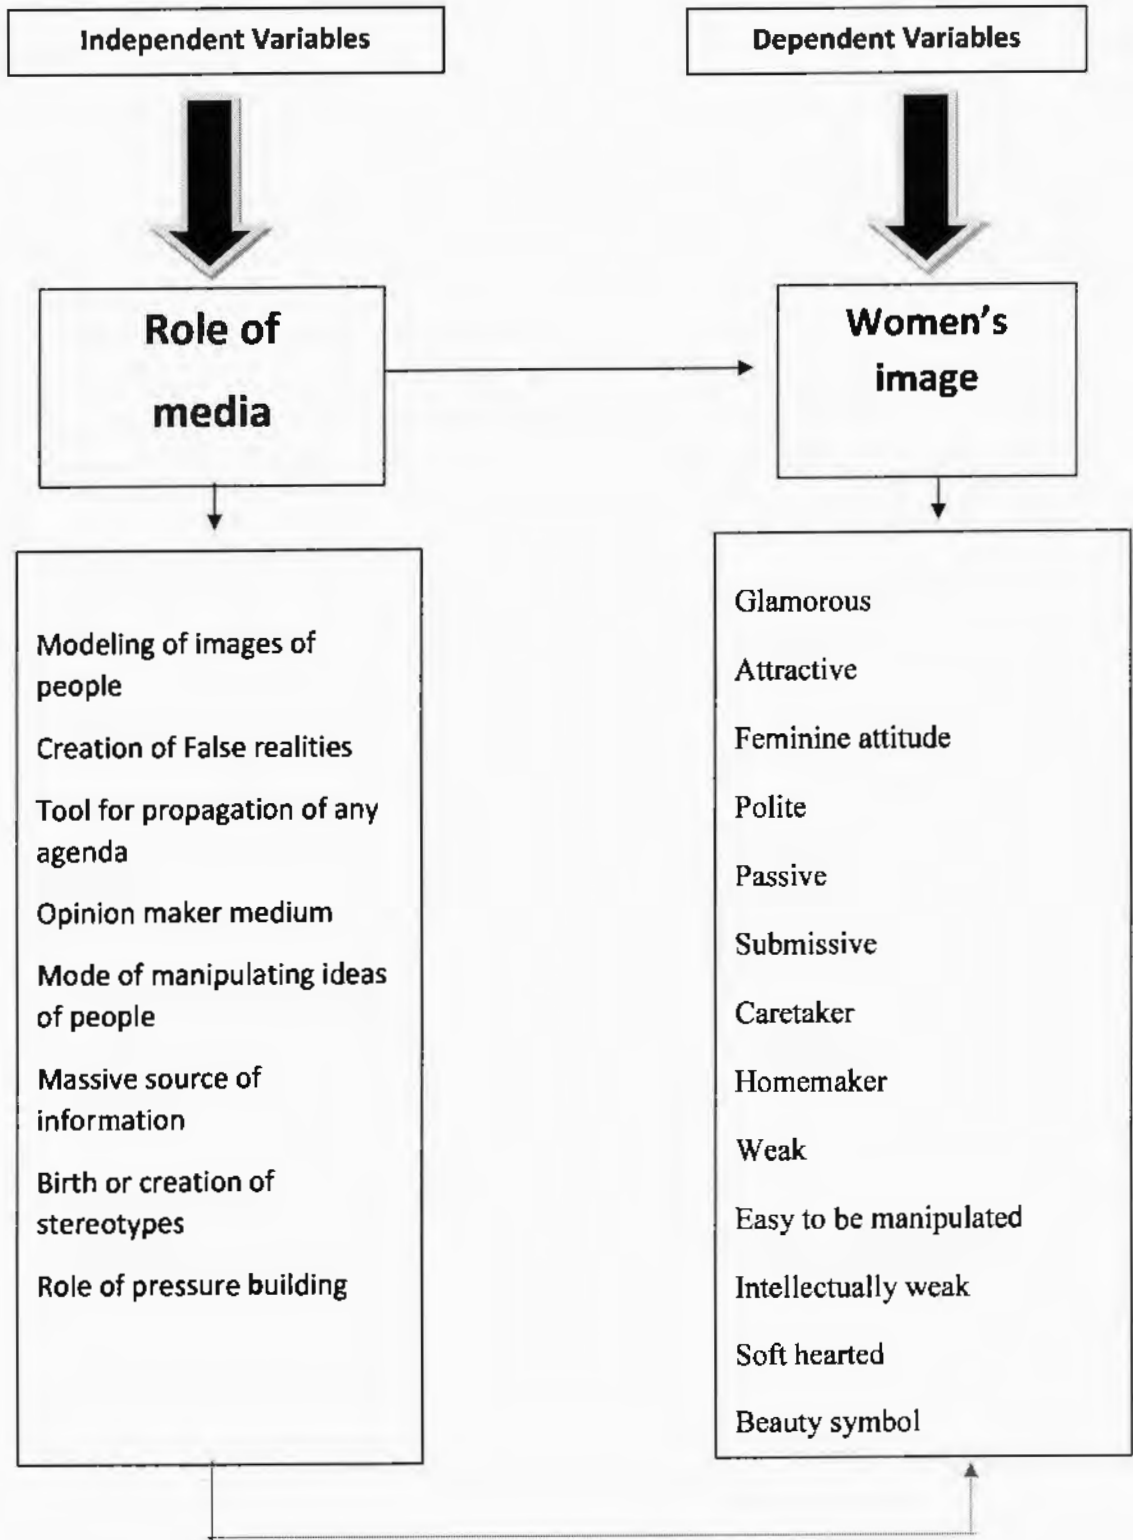 Independent Variables
Dependent Variables
Role of
media
Women's
image
Modeling of images of
people
Creation of False realities
Tool for propagation of any
agenda
Opinion maker medium
Mode of manipulating ideas
of people
Massive source of
information
Birth or creation of
stereotypes
Role of pressure building
Glamorous
Attractive
Feminine attitude
Polite
Passive
Submissive
Caretaker
Homemaker
Weak
Easy to be manipulated
Intellectually weak
Soft hearted
Beauty symbol